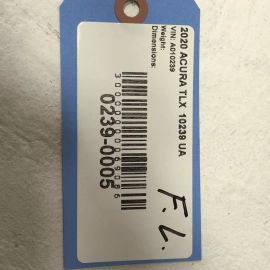 2020 ACURA TLX 10239 UA
VIN: A010239
Weight:
Dimensions:
0239-0005
F.L.